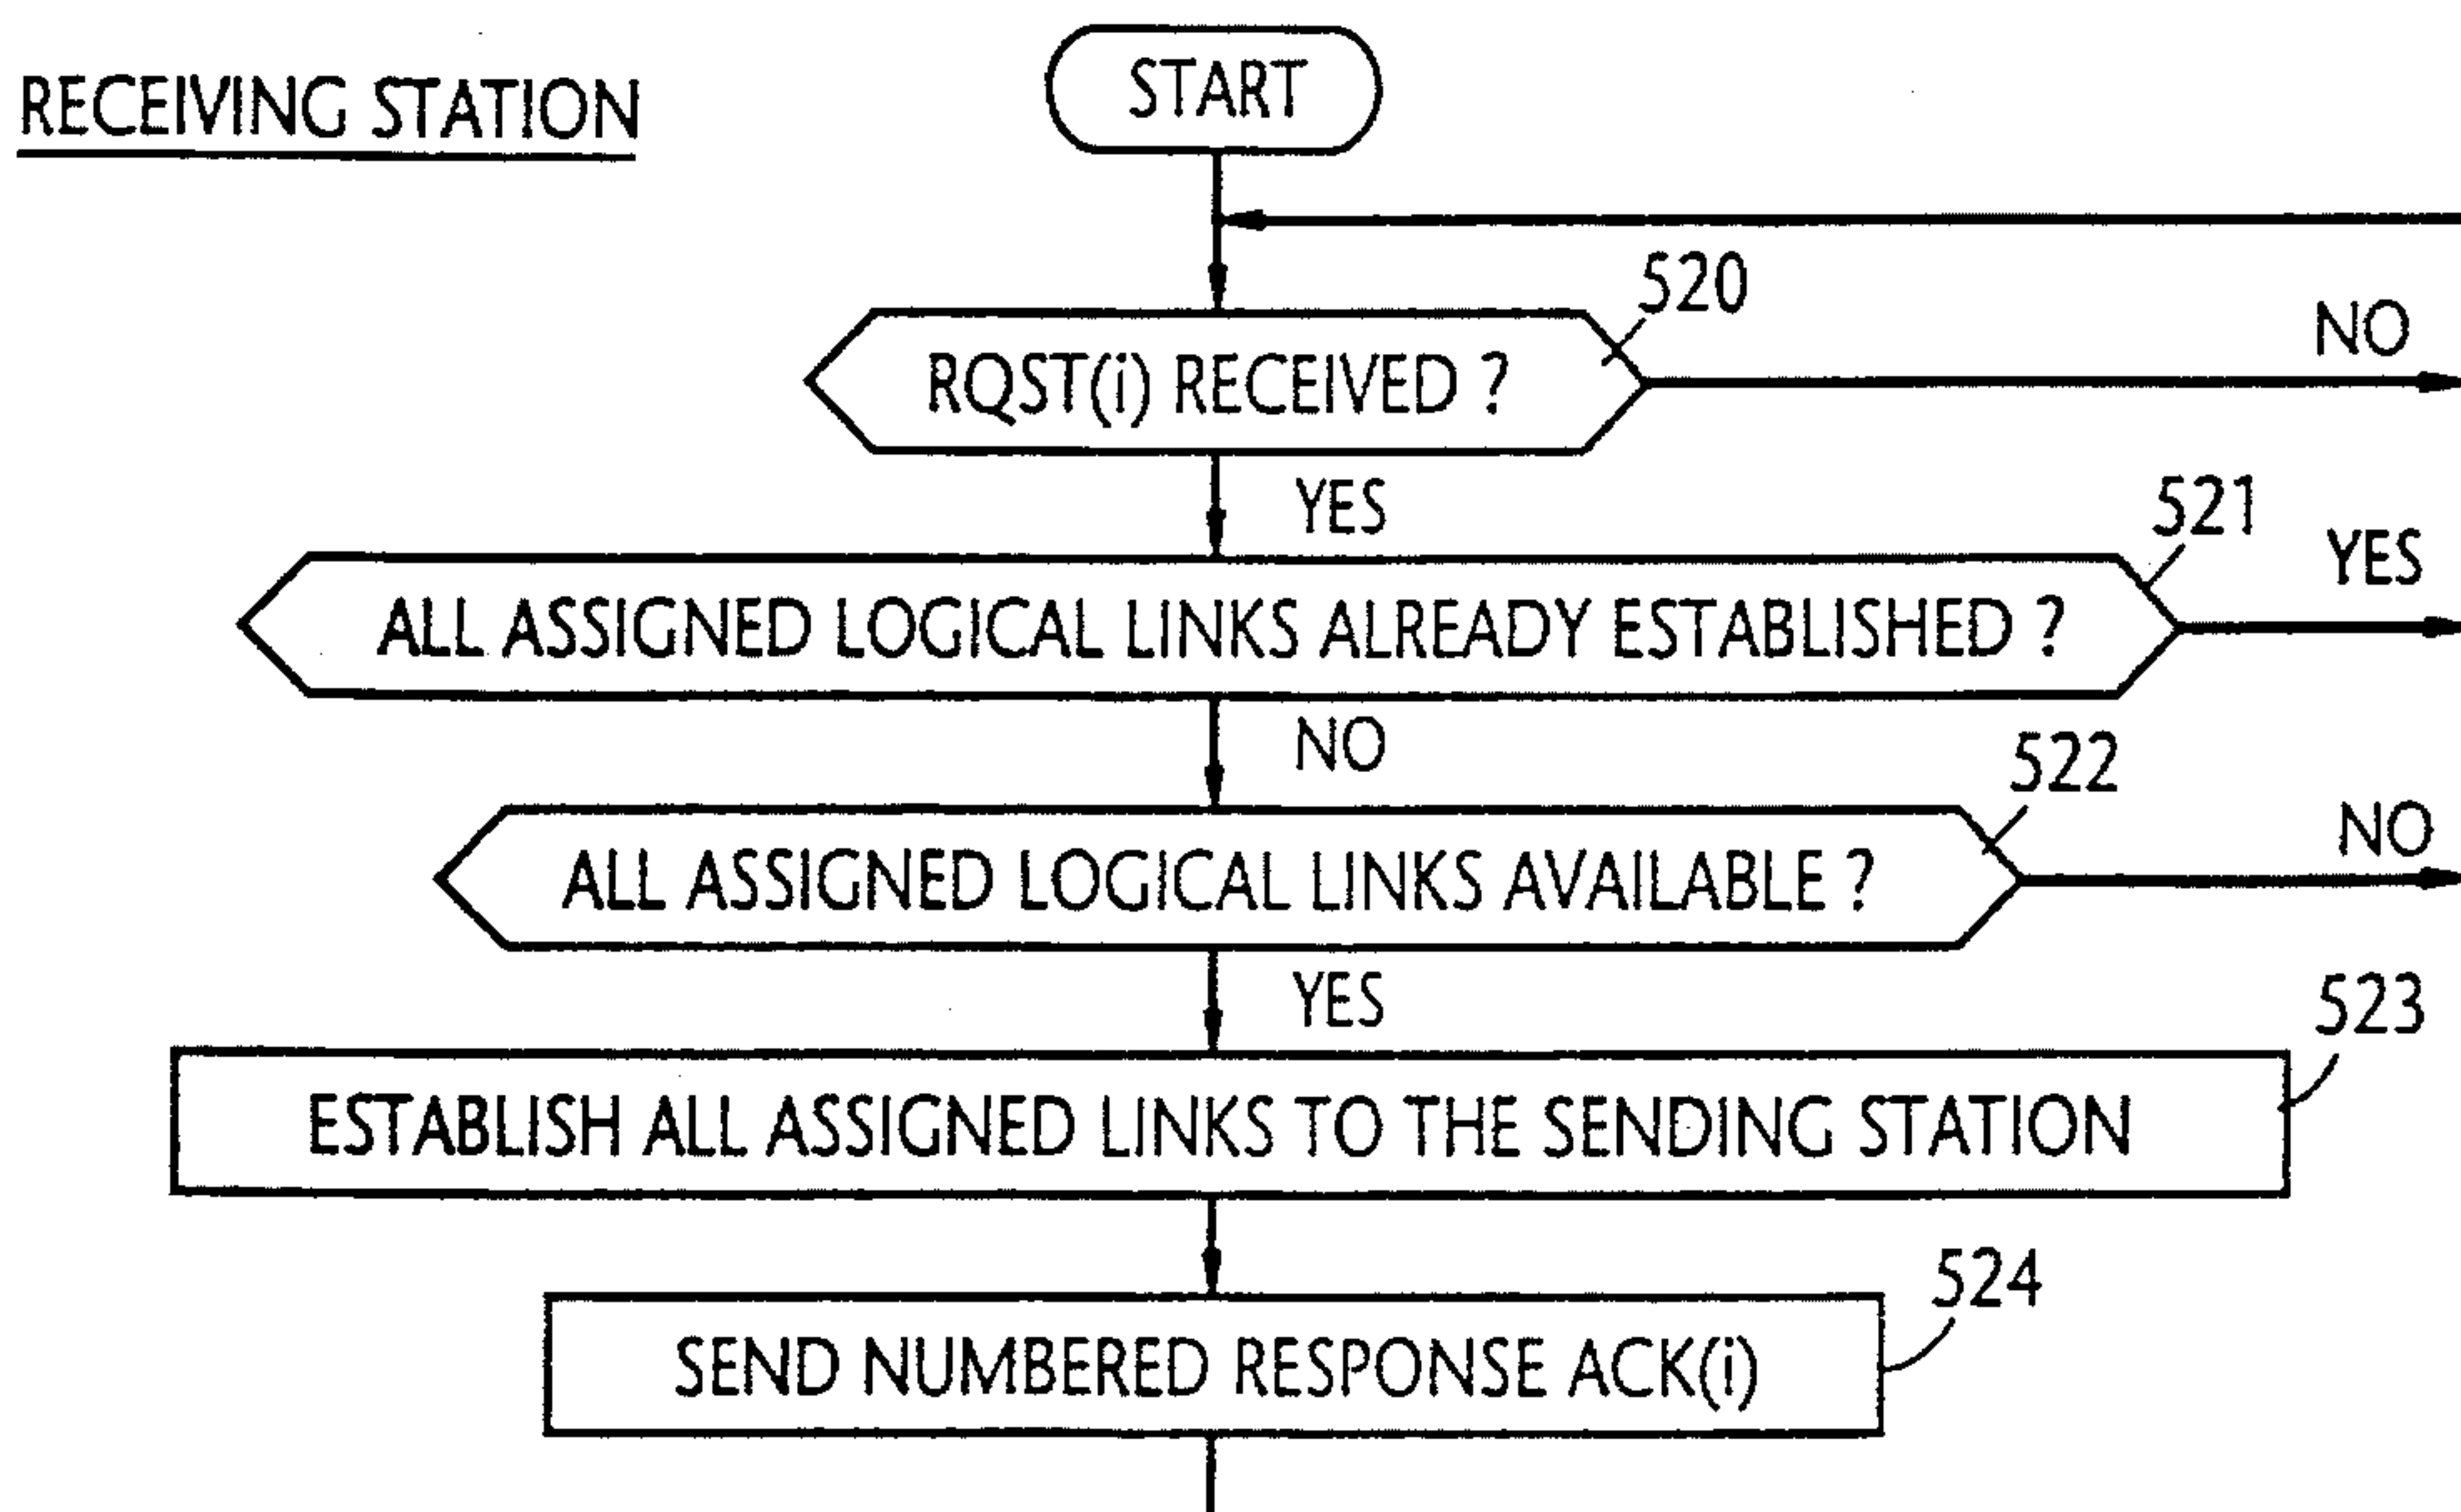 RECEIVING STATION
START
520
RQST(i) RECEIVED ?
NO
YES
521
ALL ASSIGNED LOGICAL LINKS ALREADY ESTABLISHED ?
YES
NO
522
ALL ASSIGNED LOGICAL LINKS AVAILABLE ?
NO
YES
523
ESTABLISH ALL ASSIGNED LINKS TO THE SENDING STATION
524
SEND NUMBERED RESPONSE ACK(i)